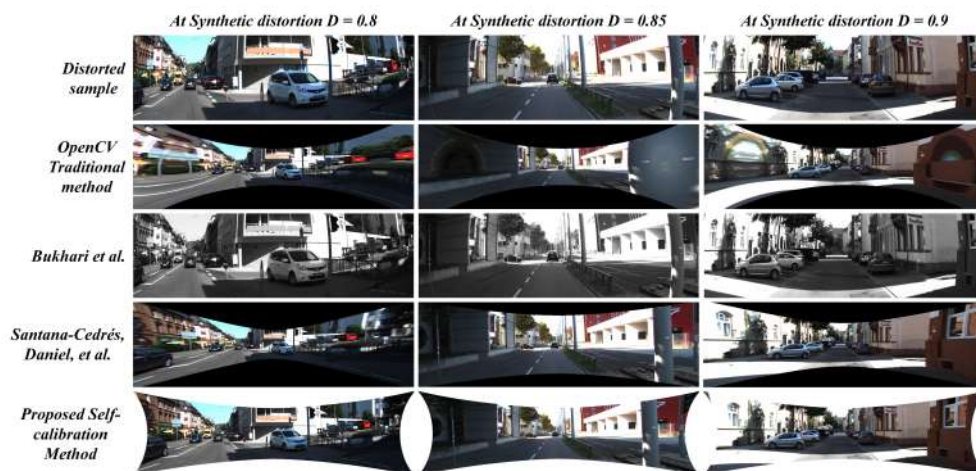 At Synthetic distortion D = 0.8
At Synthetic distortion D = 0.85
At Synthetic distortion D = 0.9
Distorted
sample
OpenCV
Traditional
method
Bukhari et al.
Santana-Cedrés,
Daniel, et al.
Proposed Self-
calibration
Method